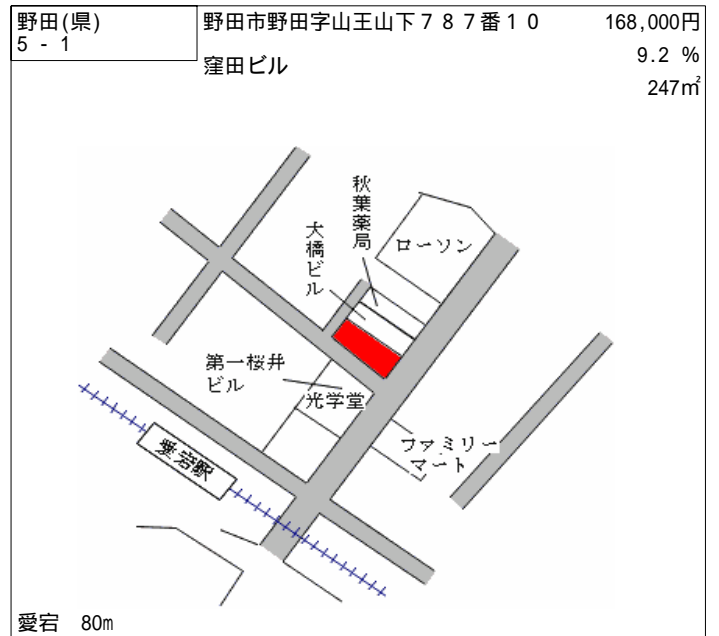 野田(県)
5 - 1
野田市野田字山王山下７８７番１０
窪田ビル
168,000円
9.2 %
247㎡
秋葉薬局
大橋ビル
ローソン
第一桜井
ビル
光学堂
ファミリー
マート
愛宕駅
愛宕 80m